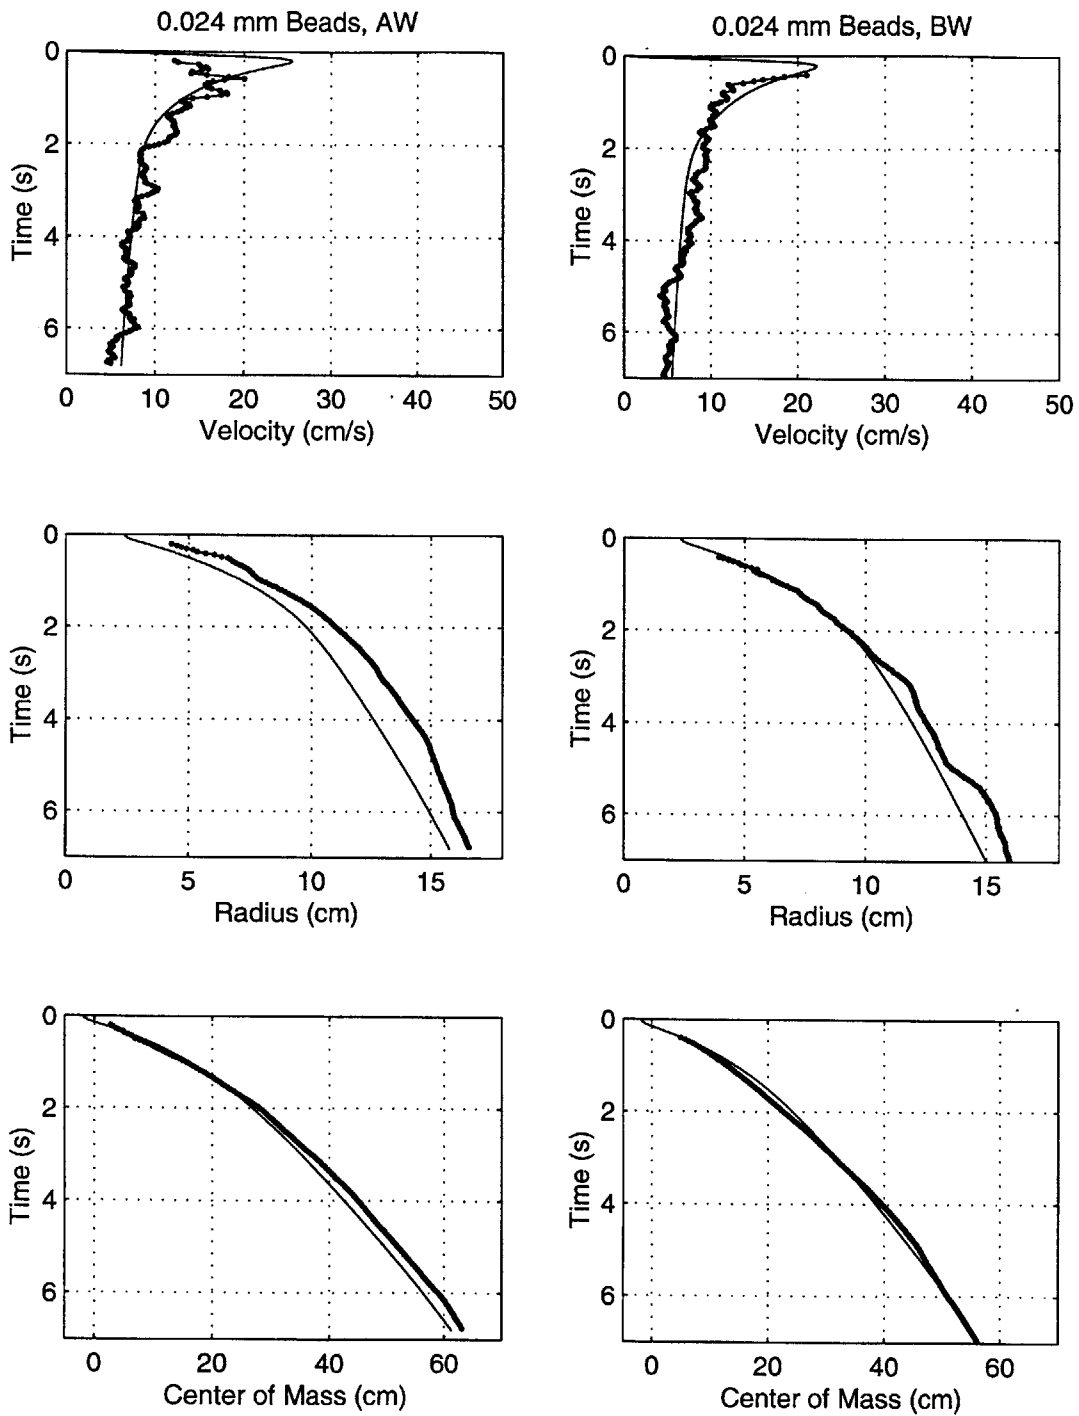 0.024 mm Beads, AW
0
2
4
6
Time (s)
0 10 20 30 40 50
Velocity (cm/s)
0.024 mm Beads, BW
0
2
4
6
Time (s)
0 10 20 30 40 50
Velocity (cm/s)
0
2
4
6
Time (s)
0 5 10 15
Radius (cm)
0
2
4
6
Time (s)
0 5 10 15
Radius (cm)
0
2
4
6
Time (s)
0 20 40 60
Center of Mass (cm)
0
2
4
6
Time (s)
0 20 40 60
Center of Mass (cm)